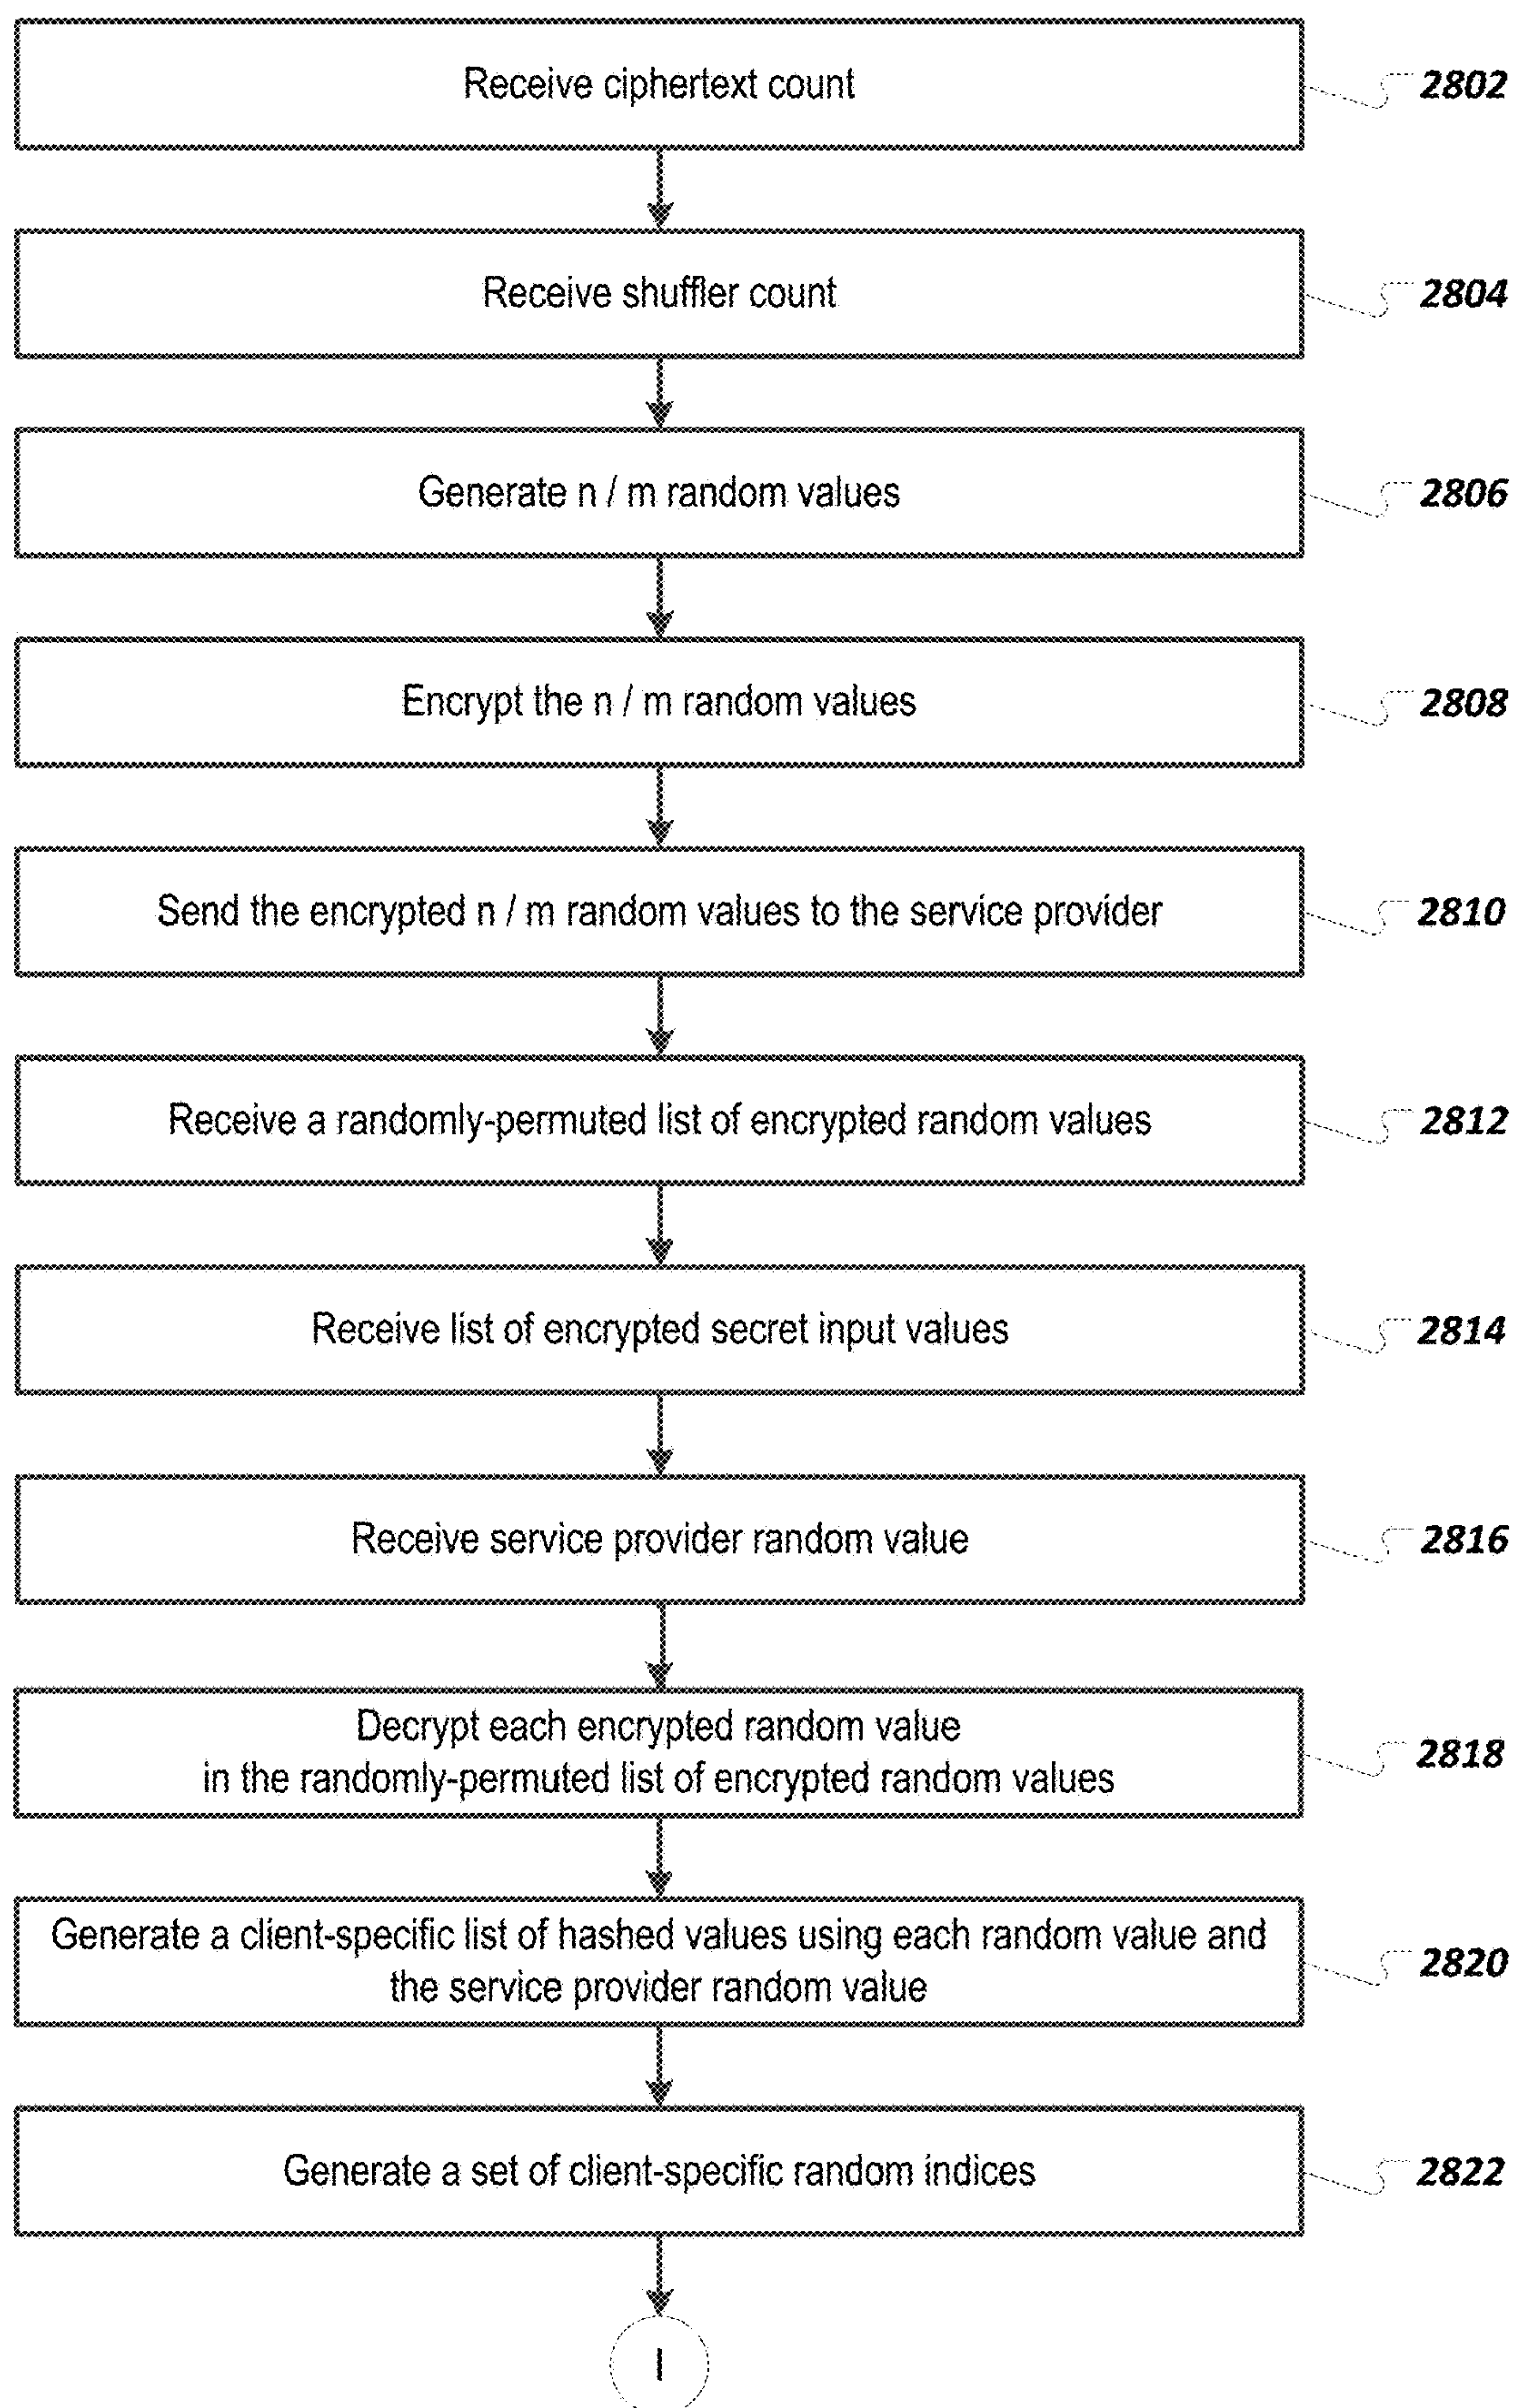 Receive ciphertext count
2802
Receive shuffler count
2804
Generate n / m random values
2806
Encrypt the n / m random values
2808
Send the encrypted n / m random values to the service provider
2810
Receive a randomly-permuted list of encrypted random values
2812
Receive list of encrypted secret input values
2814
Receive service provider random value
2816
Decrypt each encrypted random value
in the randomly-permuted list of encrypted random values
2818
Generate a client-specific list of hashed values using each random value and
the service provider random value
2820
Generate a set of client-specific random indices
2822
I